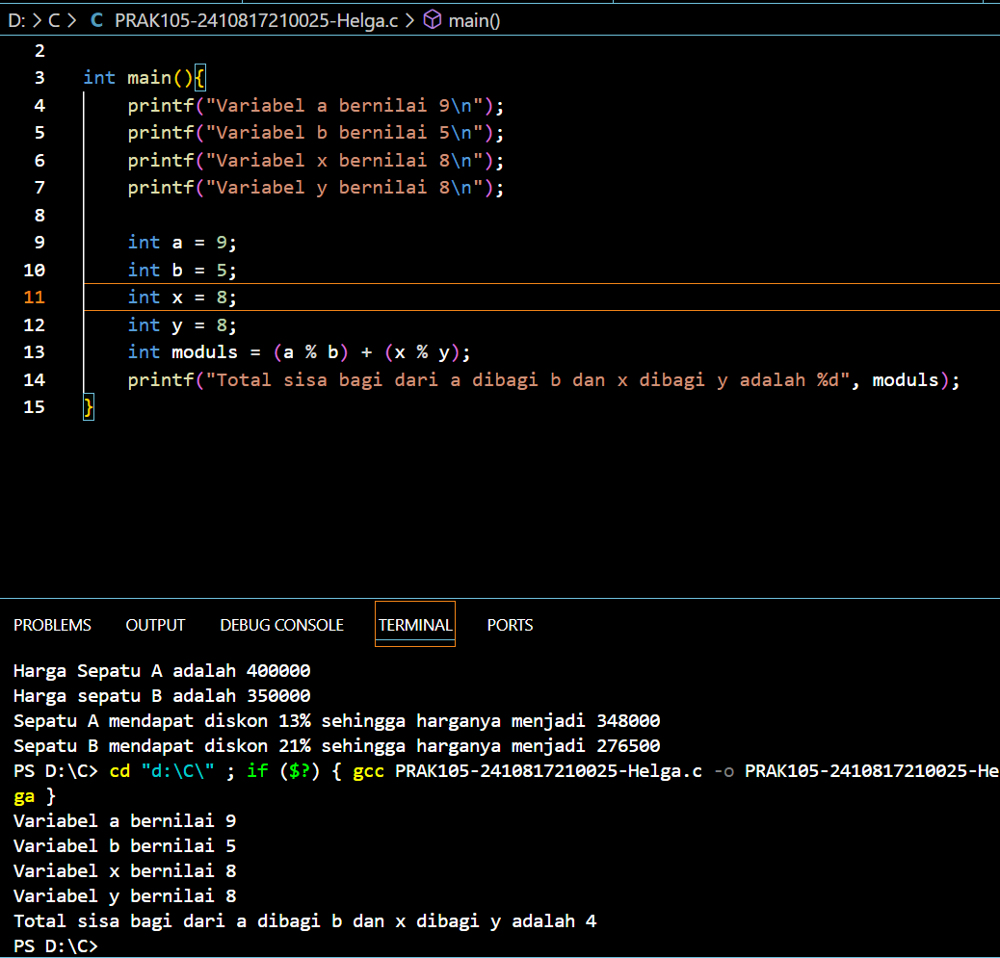 D: > C > C PRAK105-2410817210025-Helga.c > main()
2
3 int main(){
4 printf("Variabel a bernilai 9\n");
5 printf("Variabel b bernilai 5\n");
6 printf("Variabel x bernilai 8\n");
7 printf("Variabel y bernilai 8\n");
8
9 int a = 9;
10 int b = 5;
11 int x = 8;
12 int y = 8;
13 int moduls = (a % b) + (x % y);
14 printf("Total sisa bagi dari a dibagi b dan x dibagi y adalah %d", moduls);
15 }
PROBLEMS OUTPUT DEBUG CONSOLE TERMINAL PORTS
Harga Sepatu A adalah 400000
Harga sepatu B adalah 350000
Sepatu A mendapat diskon 13% sehingga harganya menjadi 348000
Sepatu B mendapat diskon 21% sehingga harganya menjadi 276500
PS D:\C> cd "d:\C\" ; if ($?) { gcc PRAK105-2410817210025-Helga.c -o PRAK105-2410817210025-He
ga }
Variabel a bernilai 9
Variabel b bernilai 5
Variabel x bernilai 8
Variabel y bernilai 8
Total sisa bagi dari a dibagi b dan x dibagi y adalah 4
PS D:\C>